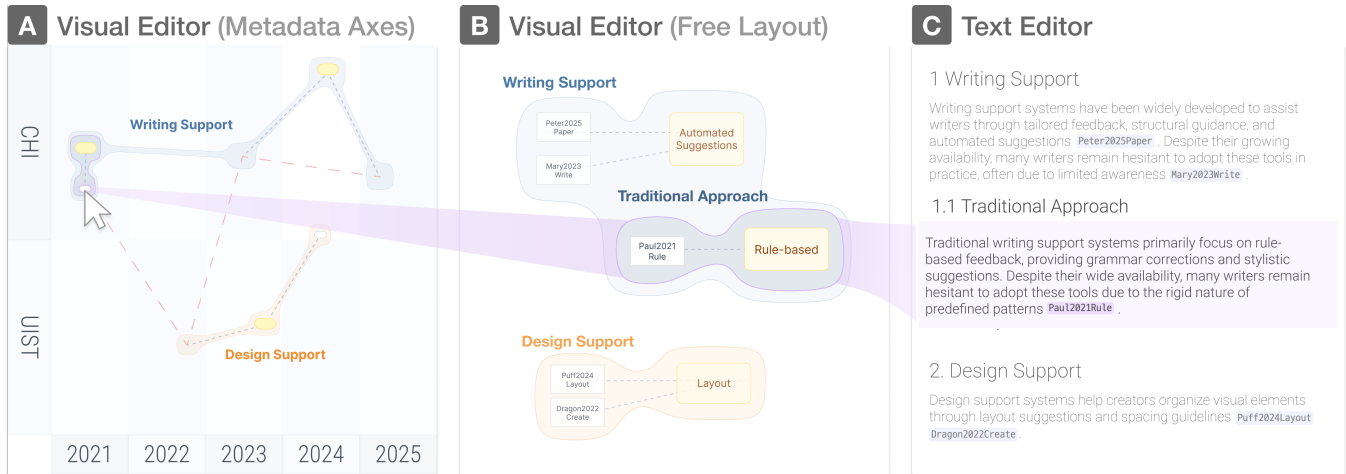 A Visual Editor (Metadata Axes)
CHI
UIST
Writing Support
Design Support
2021 2022 2023 2024 2025
B Visual Editor (Free Layout)
Writing Support
Peter2025
Paper
Mary2023
Write
Automated
Suggestions
Traditional Approach
Paul2021
Rule
Rule-based
Design Support
Puff2024
Layout
Dragon2022
Create
Layout
C Text Editor
1 Writing Support
Writing support systems have been widely developed to assist
writers through tailored feedback, structural guidance, and
automated suggestions Peter2025Paper . Despite their growing
availability, many writers remain hesitant to adopt these tools in
practice, often due to limited awareness Mary2023Write .
1.1 Traditional Approach
Traditional writing support systems primarily focus on rule-
based feedback, providing grammar corrections and stylistic
suggestions. Despite their wide availability, many writers remain
hesitant to adopt these tools due to the rigid nature of
predefined patterns Paul2021Rule .
2. Design Support
Design support systems help creators organize visual elements
through layout suggestions and spacing guidelines Puff2024Layout
Dragon2022Create .